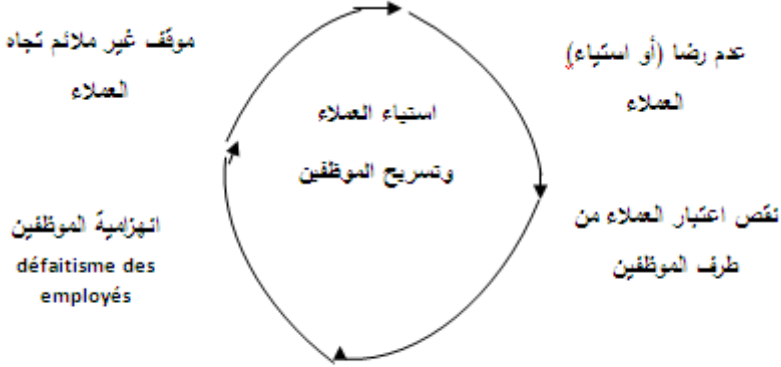 موقف غير ملائم تجاه
العملاء
عدم رضا (أو استياء)
العملاء
استياء العملاء
وتسريح الموظفين
نقص اعتبار العملاء من
طرف الموظفين
انهزامية الموظفين
défaitisme des
employés